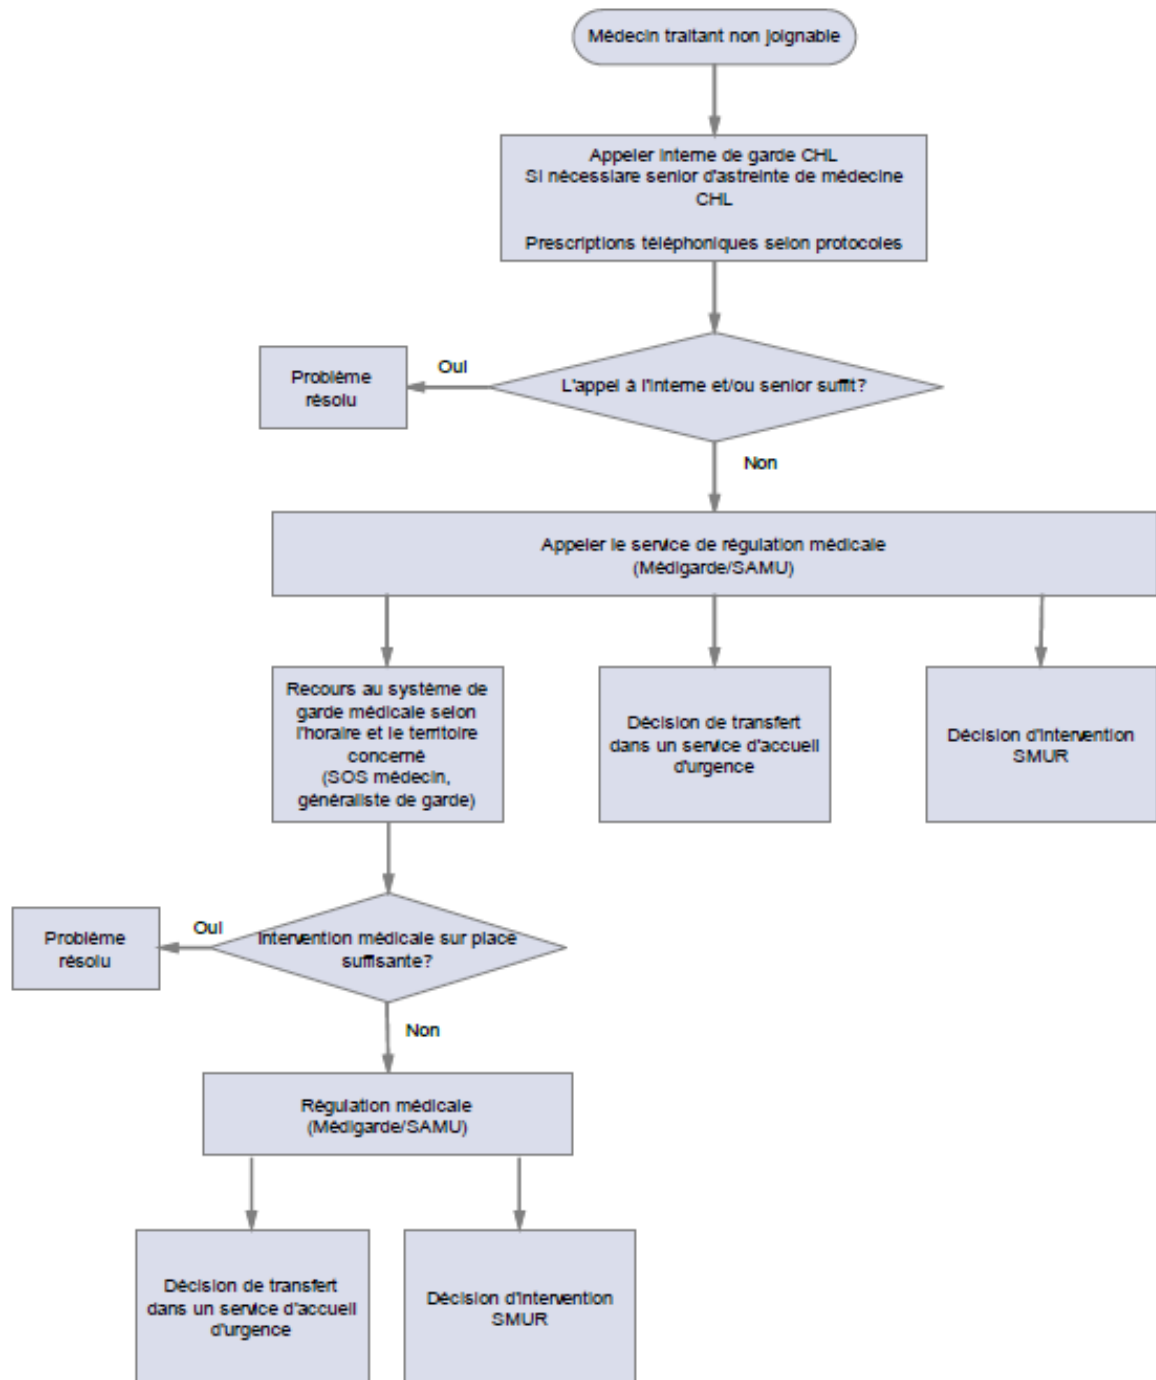 Médecin traitant non joignable
Appeler interne de garde CHL
Si nécessiare senior d'astreinte de médecine
CHL
Prescriptions téléphoniques selon protocoles
Oui
Problème
résolu
L'appel à l'interne et/ou senior suffit?
Non
Appeler le service de régulation médicale
(Médigarde/SAMU)
Recours au système de
garde médicale selon
l'horaire et le territoire
concerné
(SOS médecin,
généraliste de garde)
Décision de transfert
dans un service d'accueil
d'urgence
Décision d'intervention
SMUR
Oui
Problème
résolu
Intervention médicale sur place
suffisante?
Non
Régulation médicale
(Médigarde/SAMU)
Décision de transfert
dans un service d'accueil
d'urgence
Décision d'intervention
SMUR